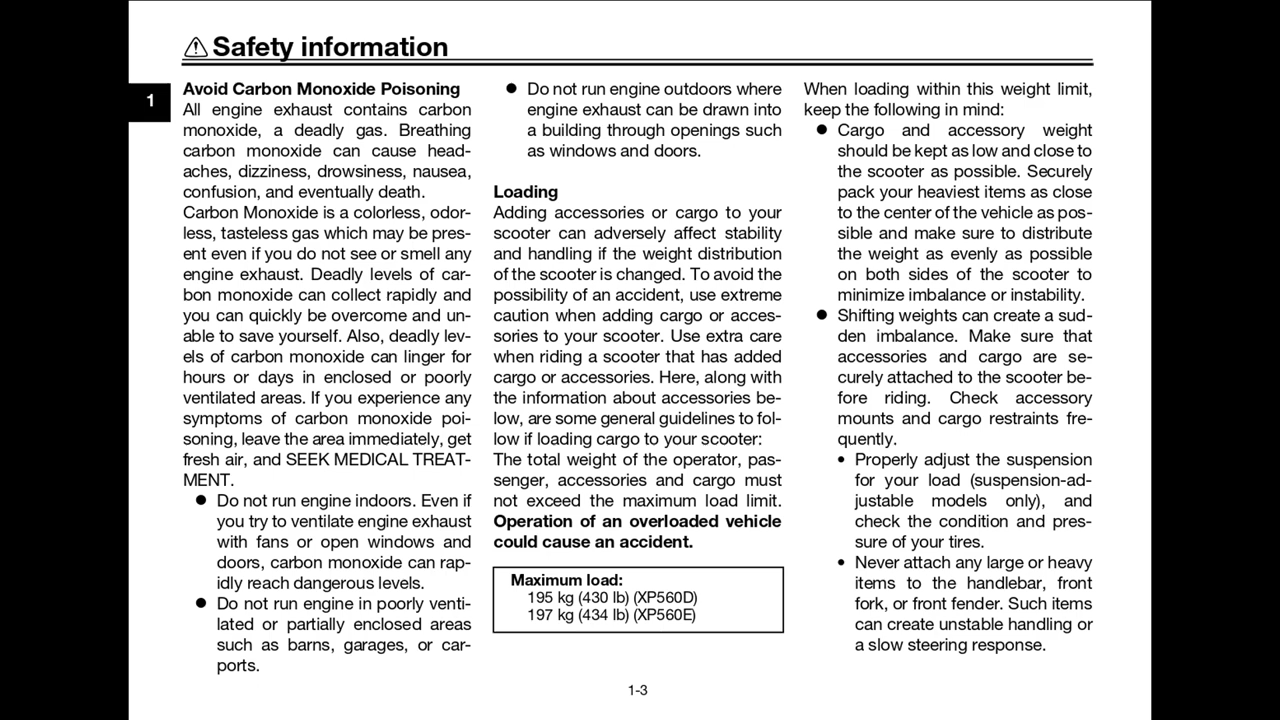 Safety information
1
Avoid Carbon Monoxide Poisoning
All engine exhaust contains carbon
monoxide, a deadly gas. Breathing
carbon monoxide can cause head-
aches, dizziness, drowsiness, nausea,
confusion, and eventually death.
Carbon Monoxide is a colorless, odor-
less, tasteless gas which may be pres-
ent even if you do not see or smell any
engine exhaust. Deadly levels of car-
bon monoxide can collect rapidly and
you can quickly be overcome and un-
able to save yourself. Also, deadly lev-
els of carbon monoxide can linger for
hours or days in enclosed or poorly
ventilated areas. If you experience any
symptoms of carbon monoxide poi-
soning, leave the area immediately, get
fresh air, and SEEK MEDICAL TREAT-
MENT.
● Do not run engine indoors. Even if
you try to ventilate engine exhaust
with fans or open windows and
doors, carbon monoxide can rap-
idly reach dangerous levels.
● Do not run engine in poorly venti-
lated or partially enclosed areas
such as barns, garages, or car-
ports.
● Do not run engine outdoors where
engine exhaust can be drawn into
a building through openings such
as windows and doors.
Loading
Adding accessories or cargo to your
scooter can adversely affect stability
and handling if the weight distribution
of the scooter is changed. To avoid the
possibility of an accident, use extreme
caution when adding cargo or acces-
sories to your scooter. Use extra care
when riding a scooter that has added
cargo or accessories. Here, along with
the information about accessories be-
low, are some general guidelines to fol-
low if loading cargo to your scooter:
The total weight of the operator, pas-
senger, accessories and cargo must
not exceed the maximum load limit.
Operation of an overloaded vehicle
could cause an accident.
Maximum load:
195 kg (430 lb) (XP560D)
197 kg (434 lb) (XP560E)
When loading within this weight limit,
keep the following in mind:
● Cargo and accessory weight
should be kept as low and close to
the scooter as possible. Securely
pack your heaviest items as close
to the center of the vehicle as pos-
sible and make sure to distribute
the weight as evenly as possible
on both sides of the scooter to
minimize imbalance or instability.
● Shifting weights can create a sud-
den imbalance. Make sure that
accessories and cargo are se-
curely attached to the scooter be-
fore riding. Check accessory
mounts and cargo restraints fre-
quently.
• Properly adjust the suspension
for your load (suspension-ad-
justable models only), and
check the condition and pres-
sure of your tires.
• Never attach any large or heavy
items to the handlebar, front
fork, or front fender. Such items
can create unstable handling or
a slow steering response.
1-3